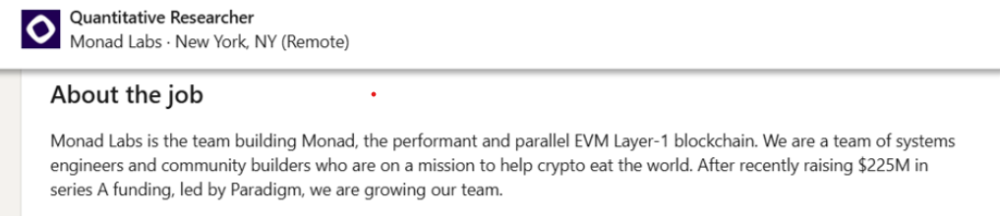 Quantitative Researcher
Monad Labs · New York, NY (Remote)
About the job
Monad Labs is the team building Monad, the performant and parallel EVM Layer-1 blockchain. We are a team of systems
engineers and community builders who are on a mission to help crypto eat the world. After recently raising $225M in
series A funding, led by Paradigm, we are growing our team.